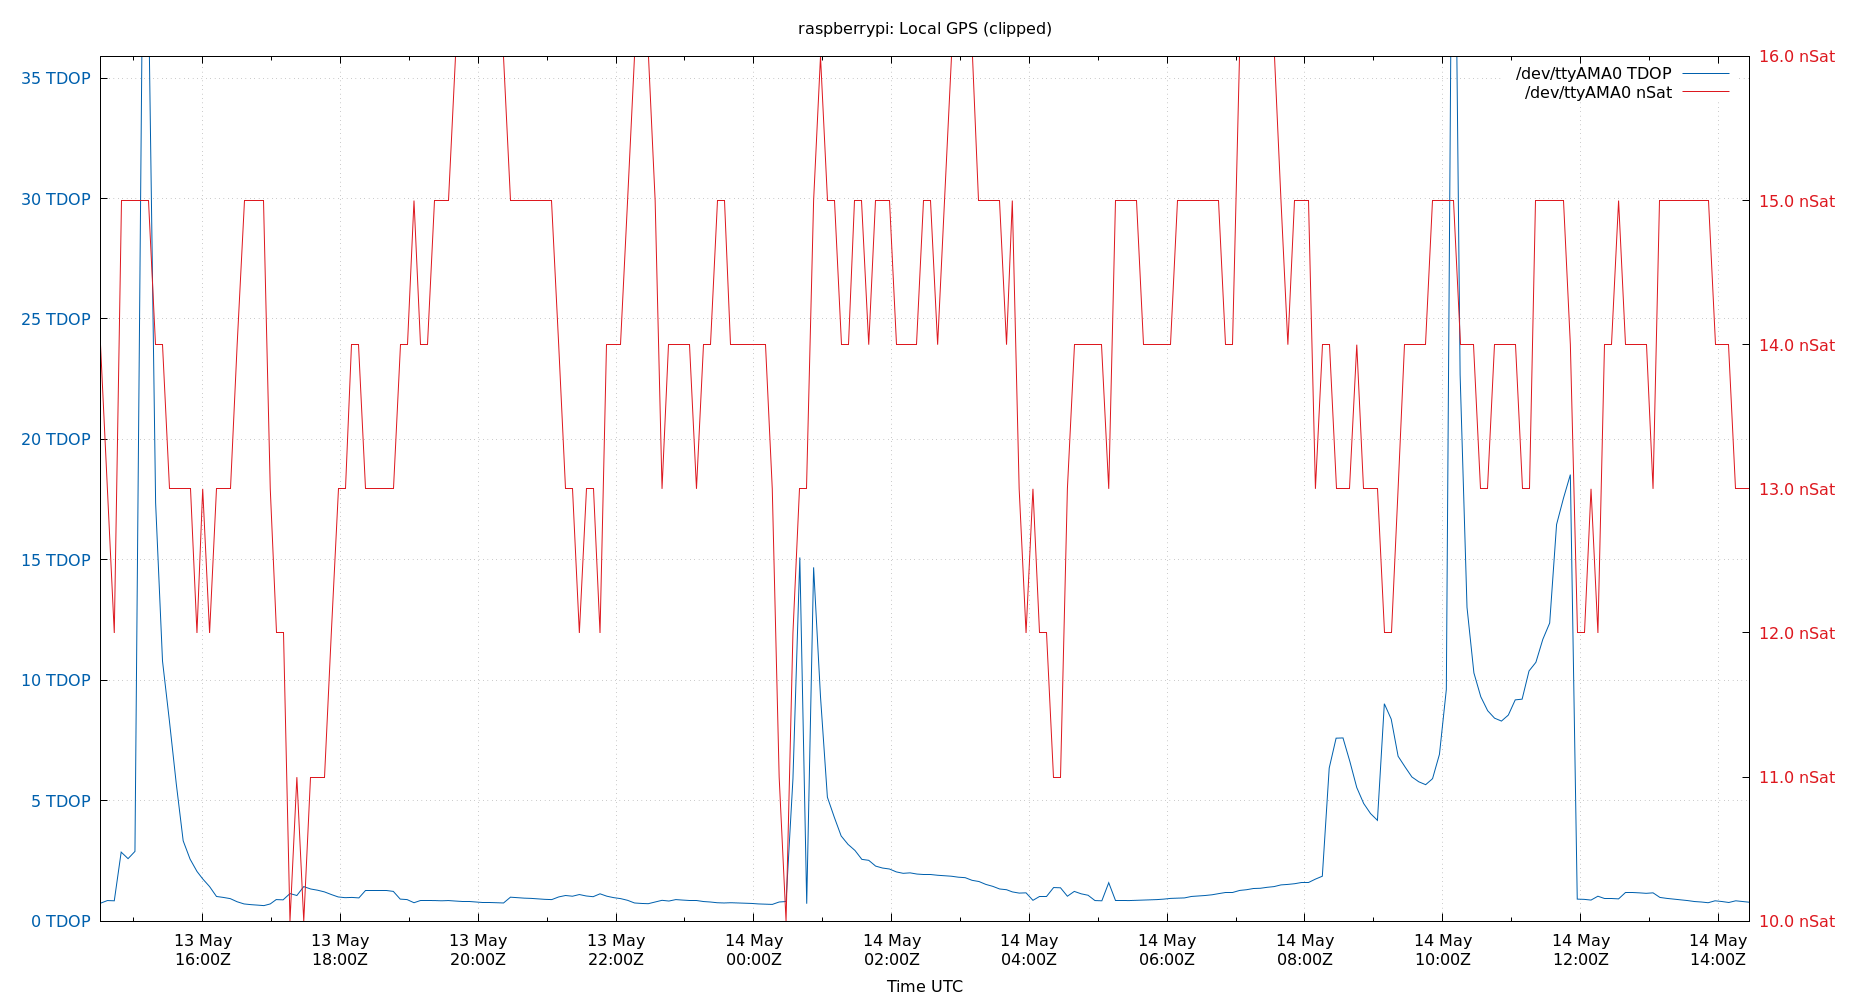 raspberrypi: Local GPS (clipped)
/dev/ttyAMA0 TDOP
/dev/ttyAMA0 nSat
35 TDOP
30 TDOP
25 TDOP
20 TDOP
15 TDOP
10 TDOP
5 TDOP
0 TDOP
16.0 nSat
15.0 nSat
14.0 nSat
13.0 nSat
12.0 nSat
11.0 nSat
10.0 nSat
13 May
16:00Z
13 May
18:00Z
13 May
20:00Z
13 May
22:00Z
14 May
00:00Z
14 May
02:00Z
14 May
04:00Z
14 May
06:00Z
14 May
08:00Z
14 May
10:00Z
14 May
12:00Z
14 May
14:00Z
Time UTC